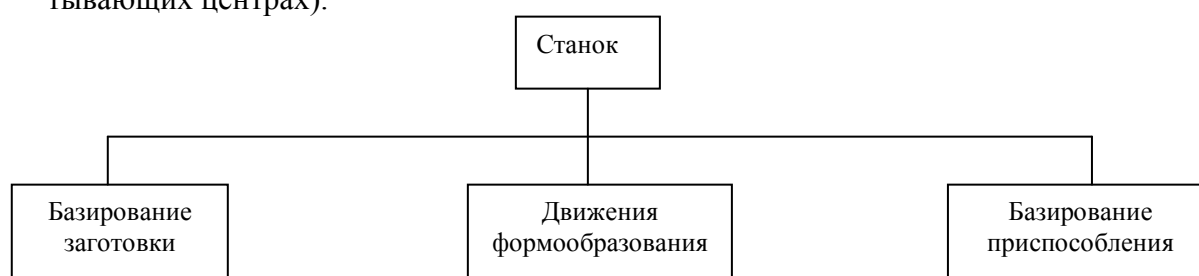 тывающих центрах).
Станок
Базирование
заготовки
Движения
формообразования
Базирование
приспособления